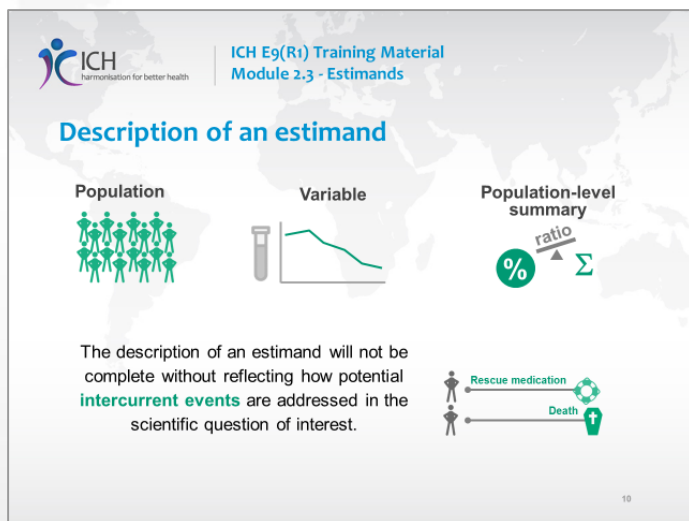 ICH
harmonisation for better health
ICH E9(R1) Training Material
Module 2.3 - Estimands
Description of an estimand
Population
Variable
Population-level
summary
ratio
%
Σ
The description of an estimand will not be
complete without reflecting how potential
intercurrent events are addressed in the
scientific question of interest.
Rescue medication
Death
10